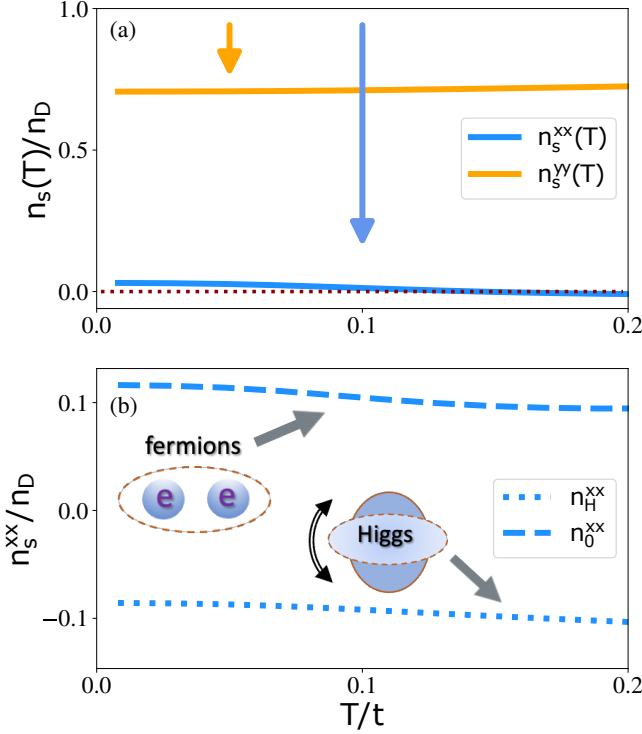 1.0
(a)
n_s(T)/n_D
0.5
n_s^xx(T)
n_s^yy(T)
0.0
0.0
0.1
0.2
(b)
0.1
fermions
e e
n_s^xx/n_D
0.0
n_H^xx
n_0^xx
Higgs
−0.1
0.0
0.1
0.2
T/t